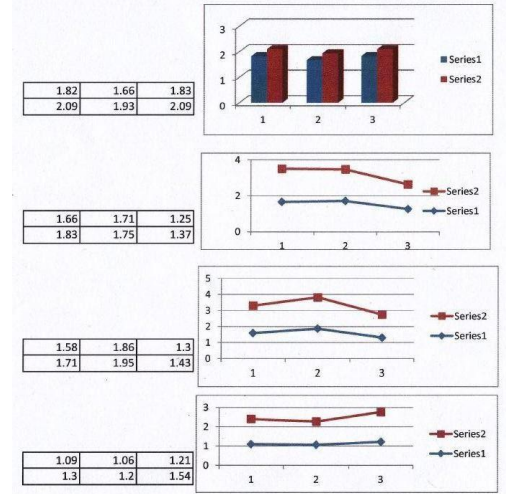 3
2
1
0
1 2 3
Series1
Series2
1.82 1.66 1.83
2.09 1.93 2.09
4
2
0
1 2 3
Series2
Series1
1.66 1.71 1.25
1.83 1.75 1.37
5
4
3
2
1
0
1 2 3
Series2
Series1
1.58 1.86 1.3
1.71 1.95 1.43
3
2
1
0
1 2 3
Series2
Series1
1.09 1.06 1.21
1.3 1.2 1.54